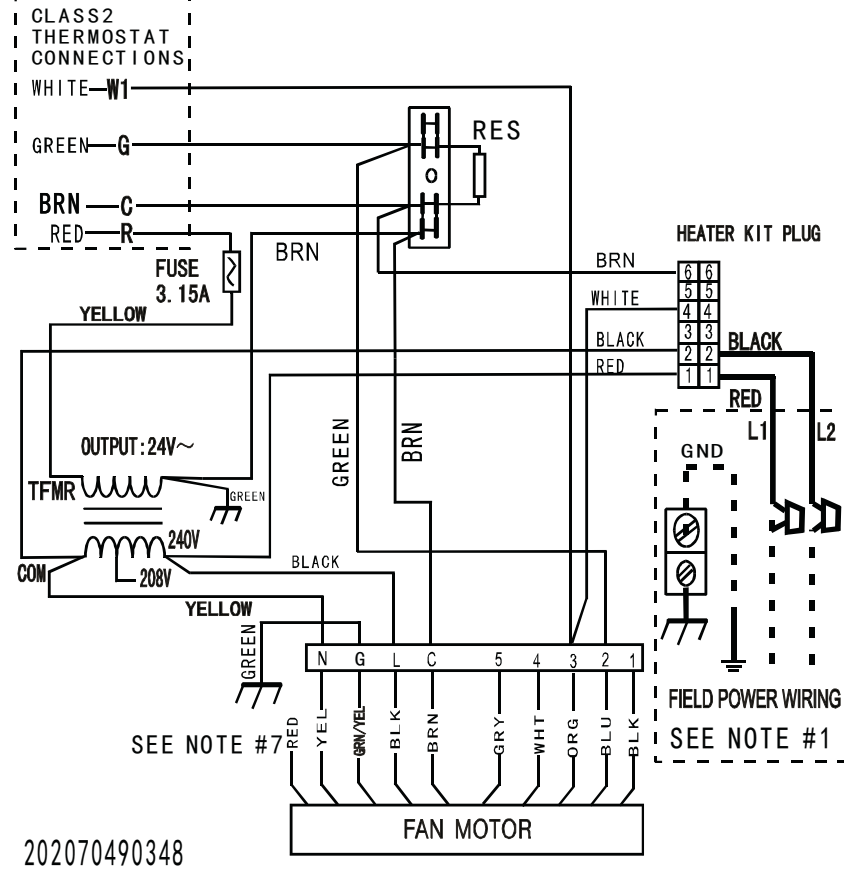 CLASS2
THERMOSTAT
CONNECTIONS
WHITE W1
GREEN G
BRN C
RED R
RES
BRN
FUSE
3.15A
YELLOW
HEATER KIT PLUG
BRN
WHITE
BLACK
RED
6 6
5 5
4 4
3 3
2 2
1 1
BLACK
RED
L1
L2
GND
OUTPUT:24V~
TFMR
GREEN
GREEN
BRN
240V
COM
208V
BLACK
YELLOW
GREEN
N G L C 5 4 3 2 1
RED
YEL
GRN/YEL
BLK
BRN
GRY
WHT
ORG
BLU
BLK
SEE NOTE #7
FIELD POWER WIRING
SEE NOTE #1
FAN MOTOR
202070490348